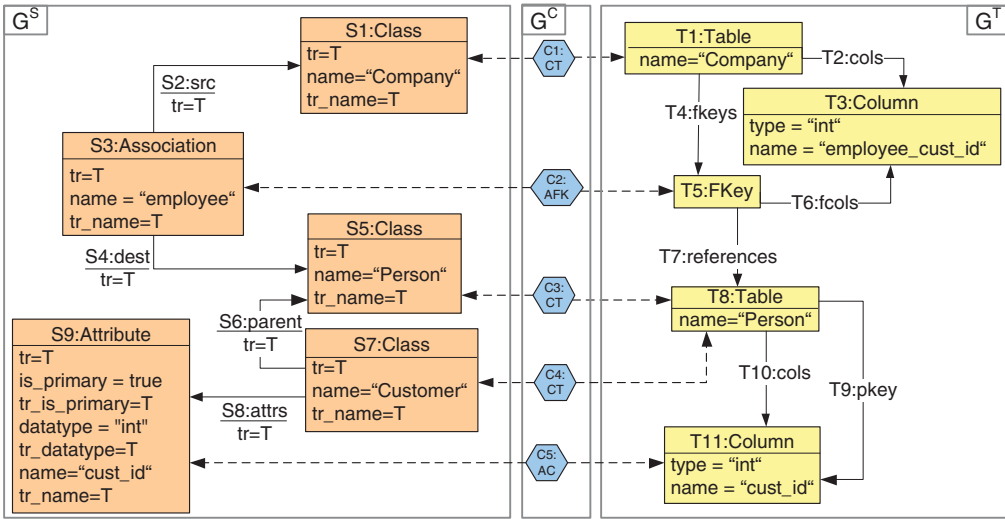 G^S
S1:Class
tr=T
name="Company"
tr_name=T
S2:src
tr=T
S3:Association
tr=T
name = "employee"
tr_name=T
S4:dest
tr=T
S5:Class
tr=T
name="Person"
tr_name=T
S6:parent
tr=T
S7:Class
tr=T
name="Customer"
tr_name=T
S8:attrs
tr=T
S9:Attribute
tr=T
is_primary = true
tr_is_primary=T
datatype = "int"
tr_datatype=T
name="cust_id"
tr_name=T
G^C
C1:
CT
C2:
AFK
C3:
CT
C4:
CT
C5:
AC
G^T
T1:Table
name="Company"
T2:cols
T3:Column
type = "int"
name = "employee_cust_id"
T4:fkeys
T5:FKey
T6:fcols
T7:references
T8:Table
name="Person"
T10:cols
T9:pkey
T11:Column
type = "int"
name = "cust_id"